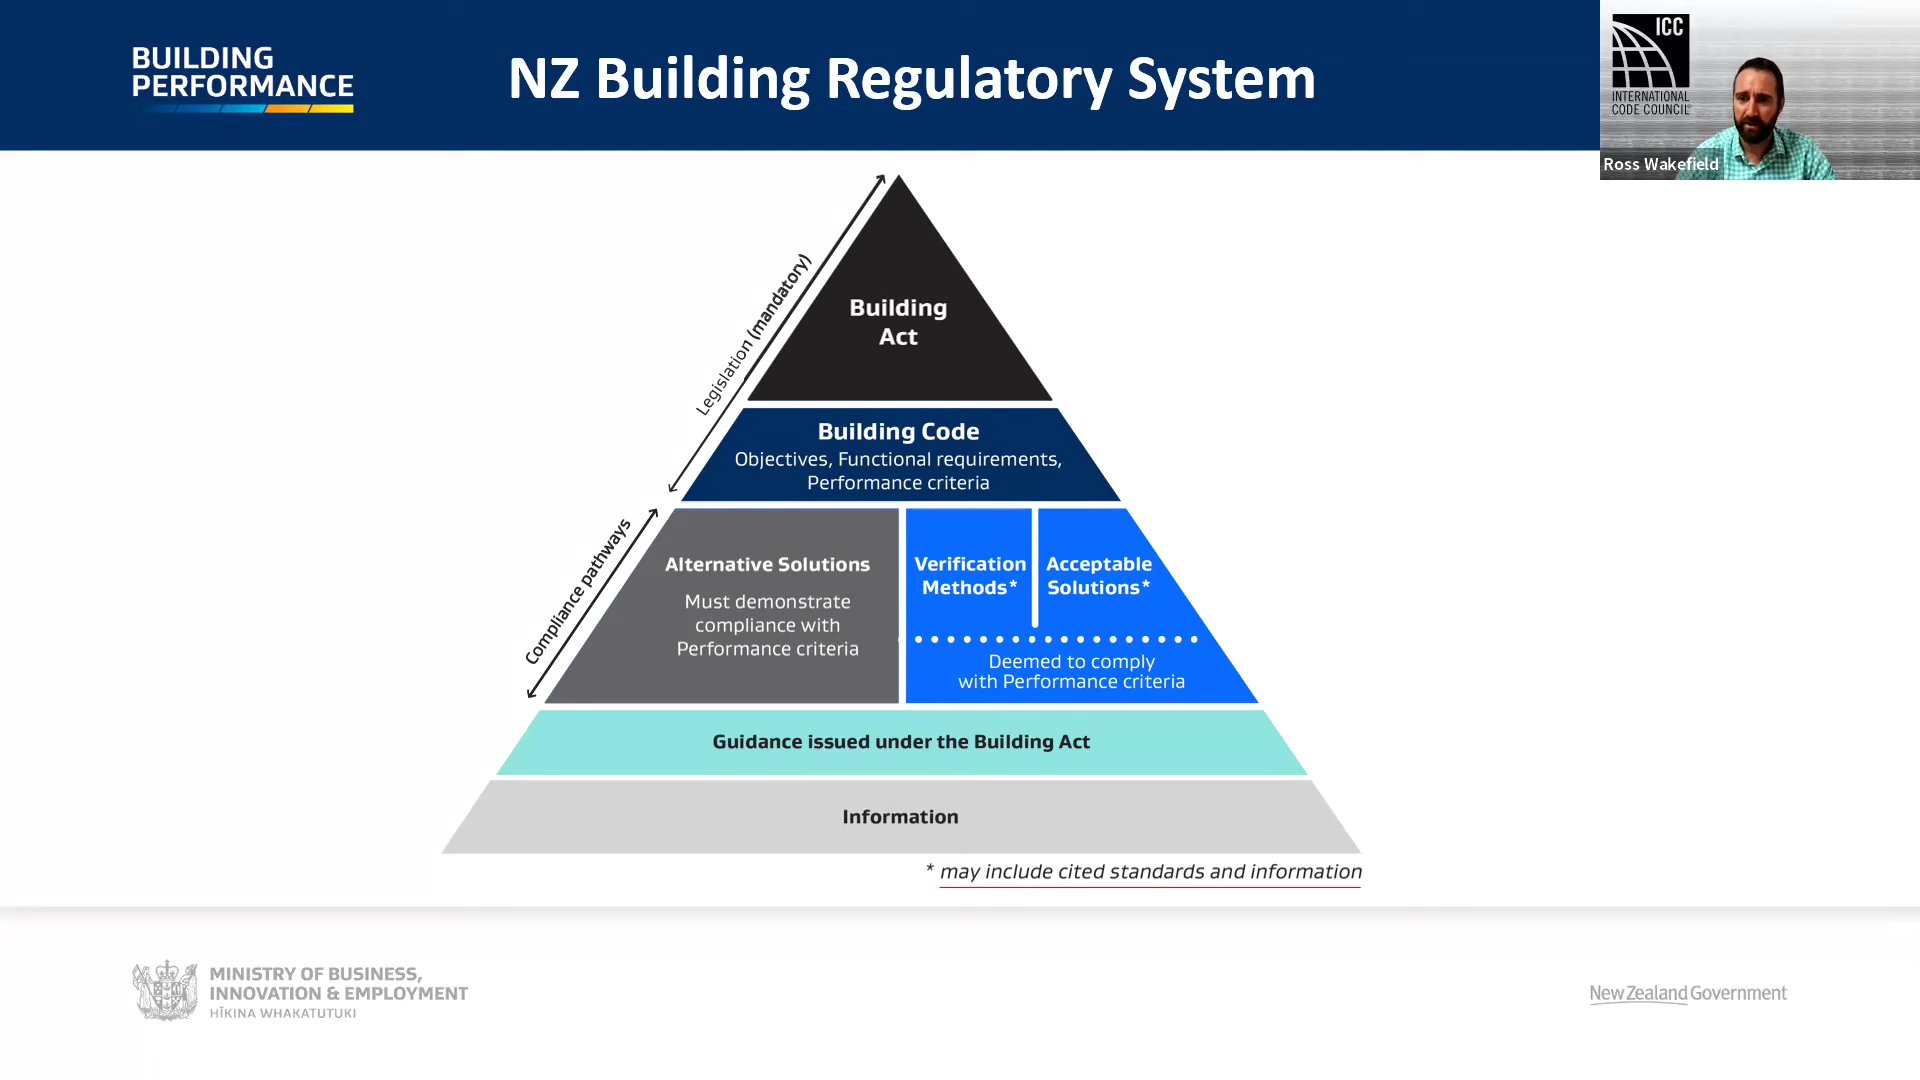 BUILDING
PERFORMANCE
NZ Building Regulatory System
ICC
INTERNATIONAL
CODE COUNCIL®
Ross Wakefield
Legislation (mandatory)
Building
Act
Building Code
Objectives, Functional requirements,
Performance criteria
Compliance pathways
Alternative Solutions
Must demonstrate
compliance with
Performance criteria
Verification
Methods*
Acceptable
Solutions*
Deemed to comply
with Performance criteria
Guidance issued under the Building Act
Information
* may include cited standards and information
MINISTRY OF BUSINESS,
INNOVATION & EMPLOYMENT
HĪKINA WHAKATUTUKI
New Zealand Government